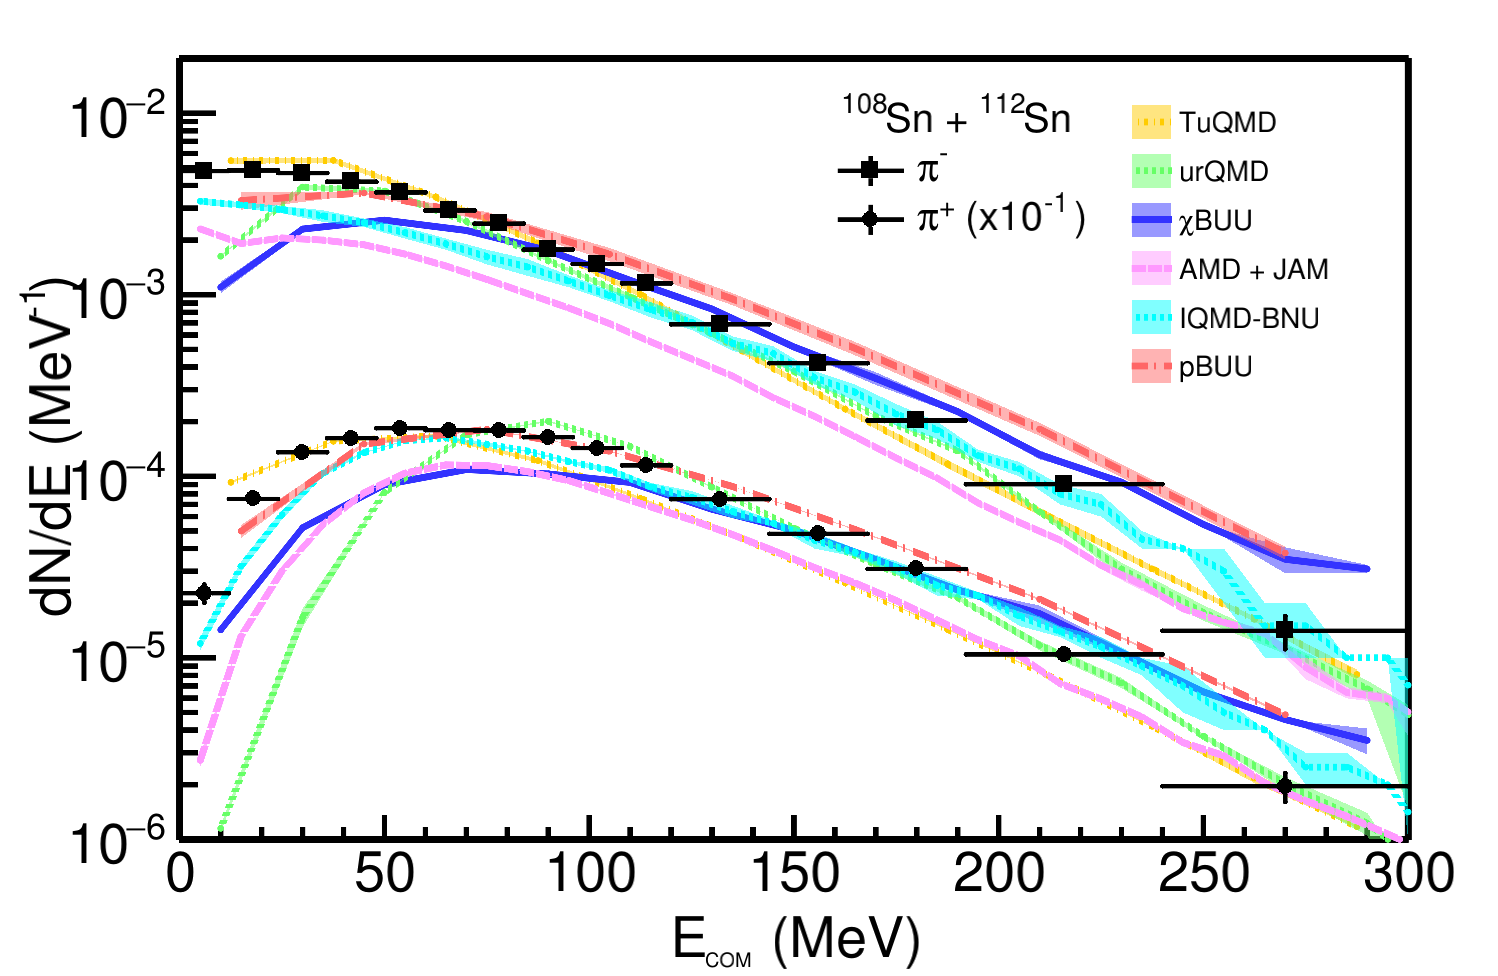 dN/dE (MeV⁻¹)
10⁻²
10⁻³
10⁻⁴
10⁻⁵
10⁻⁶
¹⁰⁸Sn + ¹¹²Sn
π⁻
π⁺ (x10⁻¹)
TuQMD
urQMD
χBUU
AMD + JAM
IQMD-BNU
pBUU
0 50 100 150 200 250 300
E_COM (MeV)